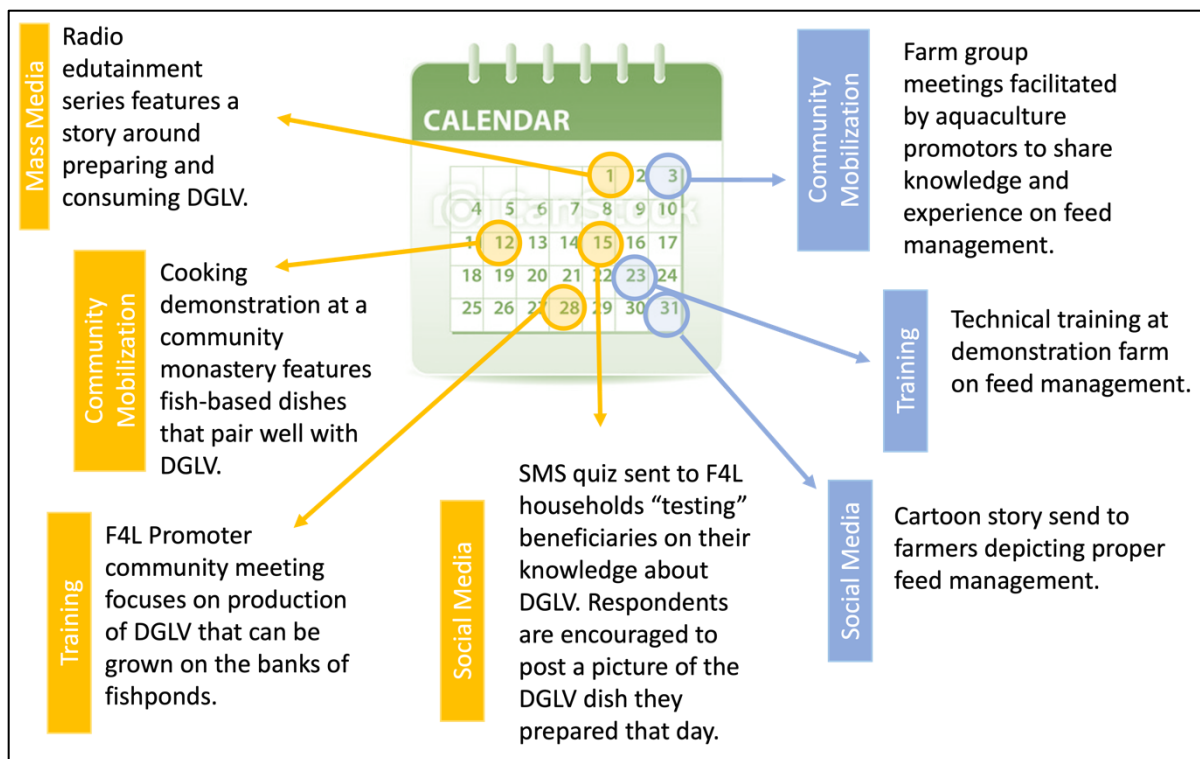 Mass Media
Radio
edutainment
series features a
story around
preparing and
consuming DGLV.
Community
Mobilization
Cooking
demonstration at a
community
monastery features
fish-based dishes
that pair well with
DGLV.
Training
F4L Promoter
community meeting
focuses on production
of DGLV that can be
grown on the banks of
fishponds.
CALENDAR
1 2 3
4 5 6 7 8 9 10
11 12 13 14 15 16 17
18 19 20 21 22 23 24
25 26 27 28 29 30 31
Social Media
SMS quiz sent to F4L
households “testing”
beneficiaries on their
knowledge about
DGLV. Respondents
are encouraged to
post a picture of the
DGLV dish they
prepared that day.
Community
Mobilization
Farm group
meetings facilitated
by aquaculture
promotors to share
knowledge and
experience on feed
management.
Training
Technical training at
demonstration farm
on feed management.
Social Media
Cartoon story send to
farmers depicting proper
feed management.